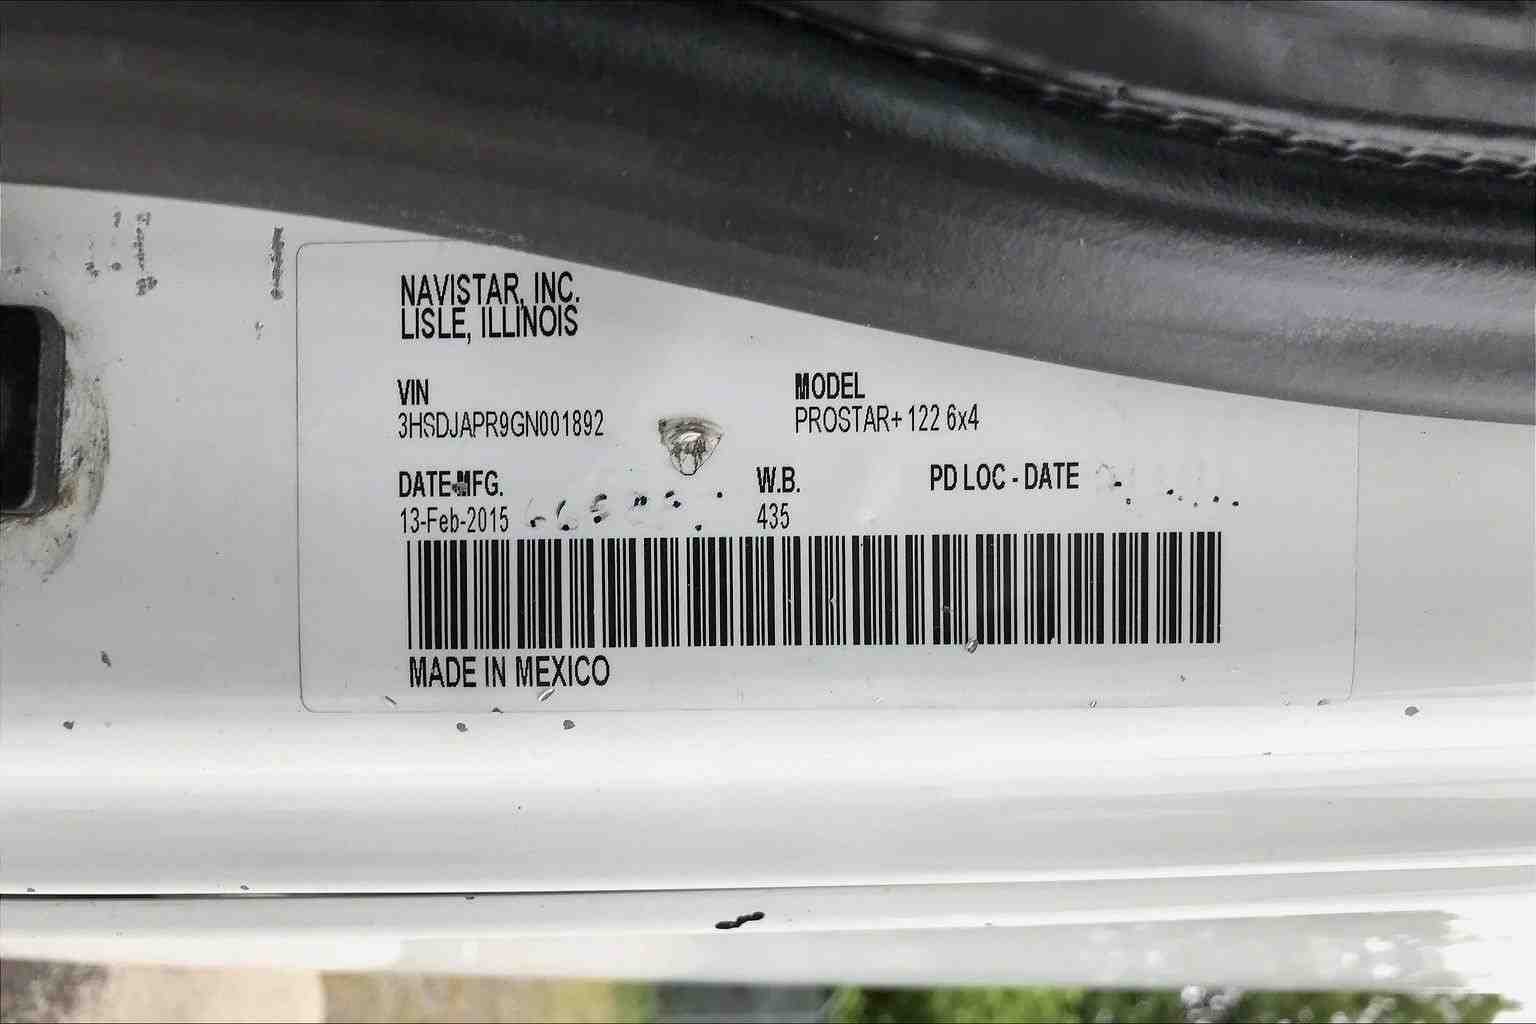 NAVISTAR, INC.
LISLE, ILLINOIS
VIN
3HSDJAPR9GN001892
MODEL
PROSTAR+ 122 6x4
DATE MFG.
13-Feb-2015
W.B.
435
PD LOC - DATE
MADE IN MEXICO